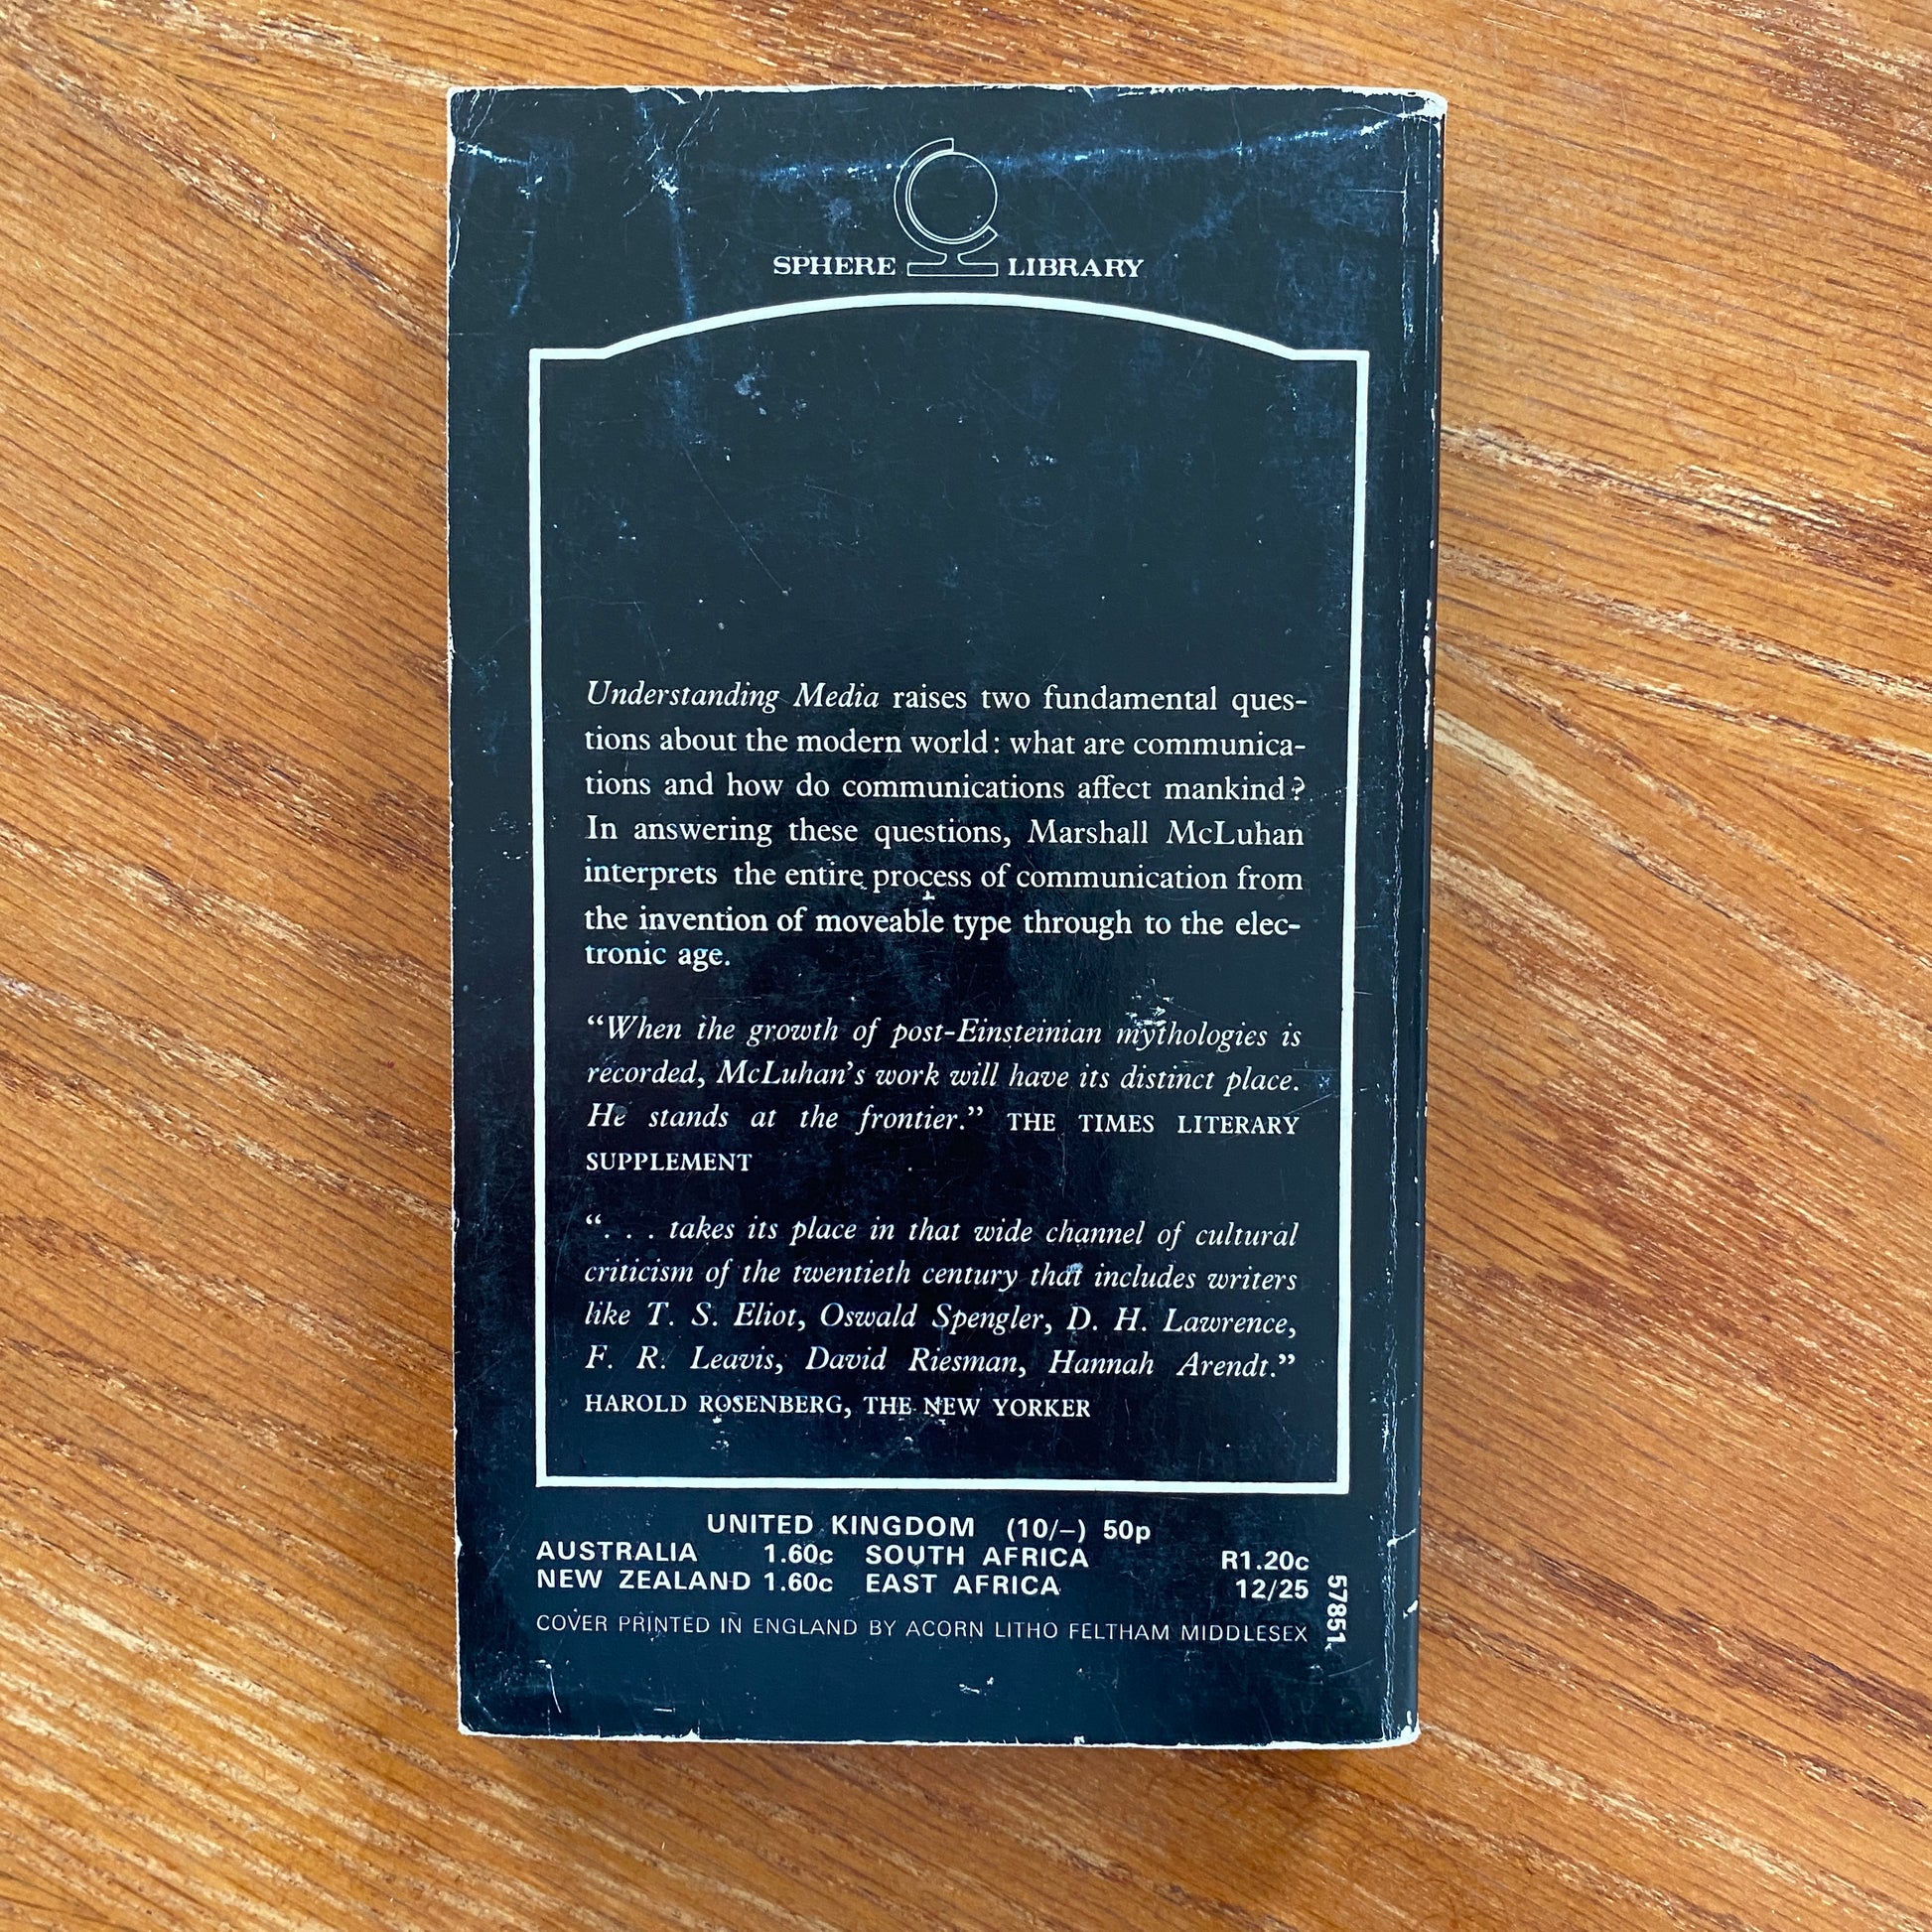 SPHERE LIBRARY
Understanding Media raises two fundamental ques-
tions about the modern world: what are communica-
tions and how do communications affect mankind?
In answering these questions, Marshall McLuhan
interprets the entire process of communication from
the invention of moveable type through to the elec-
tronic age.
“When the growth of post-Einsteinian mythologies is
recorded, McLuhan’s work will have its distinct place.
He stands at the frontier.” THE TIMES LITERARY
SUPPLEMENT
“. . . takes its place in that wide channel of cultural
criticism of the twentieth century that includes writers
like T. S. Eliot, Oswald Spengler, D. H. Lawrence,
F. R. Leavis, David Riesman, Hannah Arendt.”
HAROLD ROSENBERG, THE NEW YORKER
UNITED KINGDOM (10/–) 50p
AUSTRALIA 1.60c SOUTH AFRICA R1.20c
NEW ZEALAND 1.60c EAST AFRICA 12/25
COVER PRINTED IN ENGLAND BY ACORN LITHO FELTHAM MIDDLESEX
57851